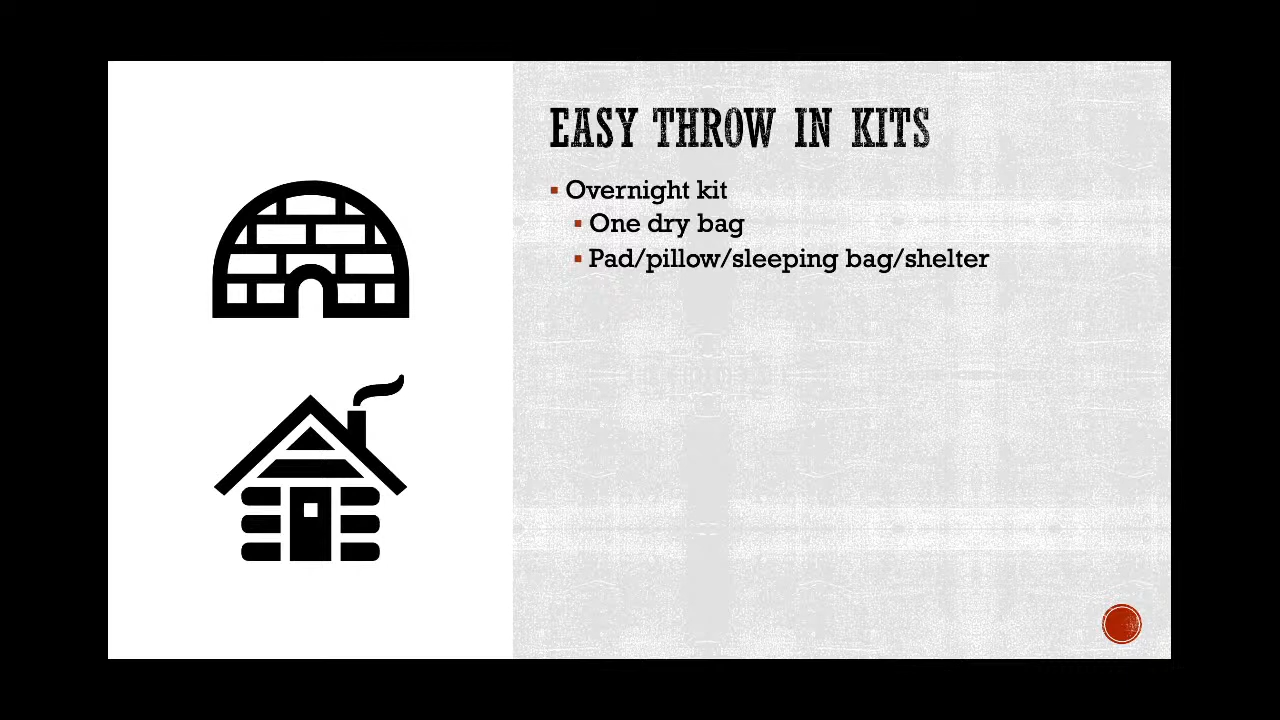 EASY THROW IN KITS
Overnight kit
One dry bag
Pad/pillow/sleeping bag/shelter